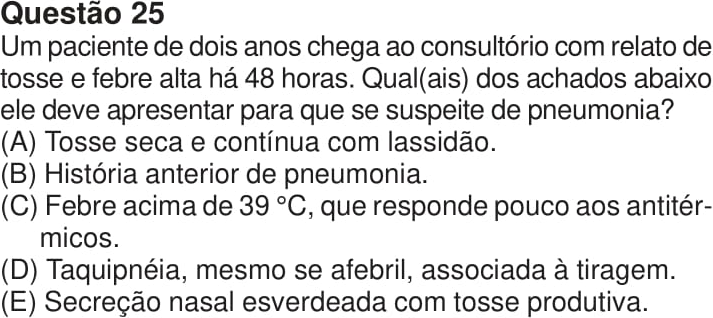 Questão 25
Um paciente de dois anos chega ao consultório com relato de
tosse e febre alta há 48 horas. Qual(ais) dos achados abaixo
ele deve apresentar para que se suspeite de pneumonia?
(A) Tosse seca e contínua com lassidão.
(B) História anterior de pneumonia.
(C) Febre acima de 39 °C, que responde pouco aos antitér-
micos.
(D) Taquipnéia, mesmo se afebril, associada à tiragem.
(E) Secreção nasal esverdeada com tosse produtiva.